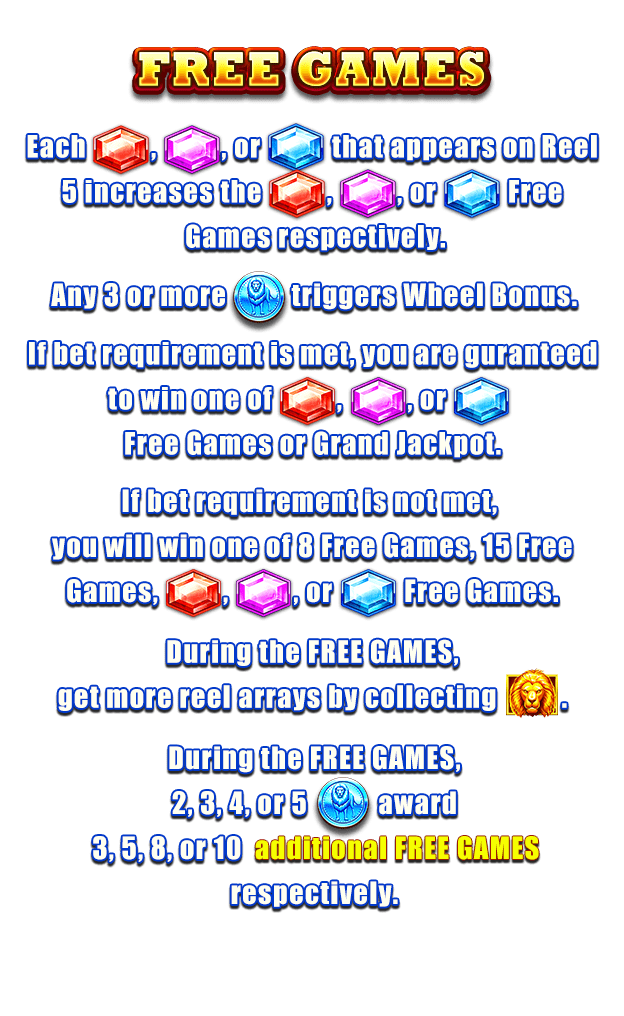 FREE GAMES
Each , , or that appears on Reel
5 increases the , , or Free
Games respectively.
Any 3 or more triggers Wheel Bonus.
If bet requirement is met, you are guranteed
to win one of , , or
Free Games or Grand Jackpot.
If bet requirement is not met,
you will win one of 8 Free Games, 15 Free
Games, , , or Free Games.
During the FREE GAMES,
get more reel arrays by collecting .
During the FREE GAMES,
2, 3, 4, or 5 award
3, 5, 8, or 10 additional FREE GAMES
respectively.